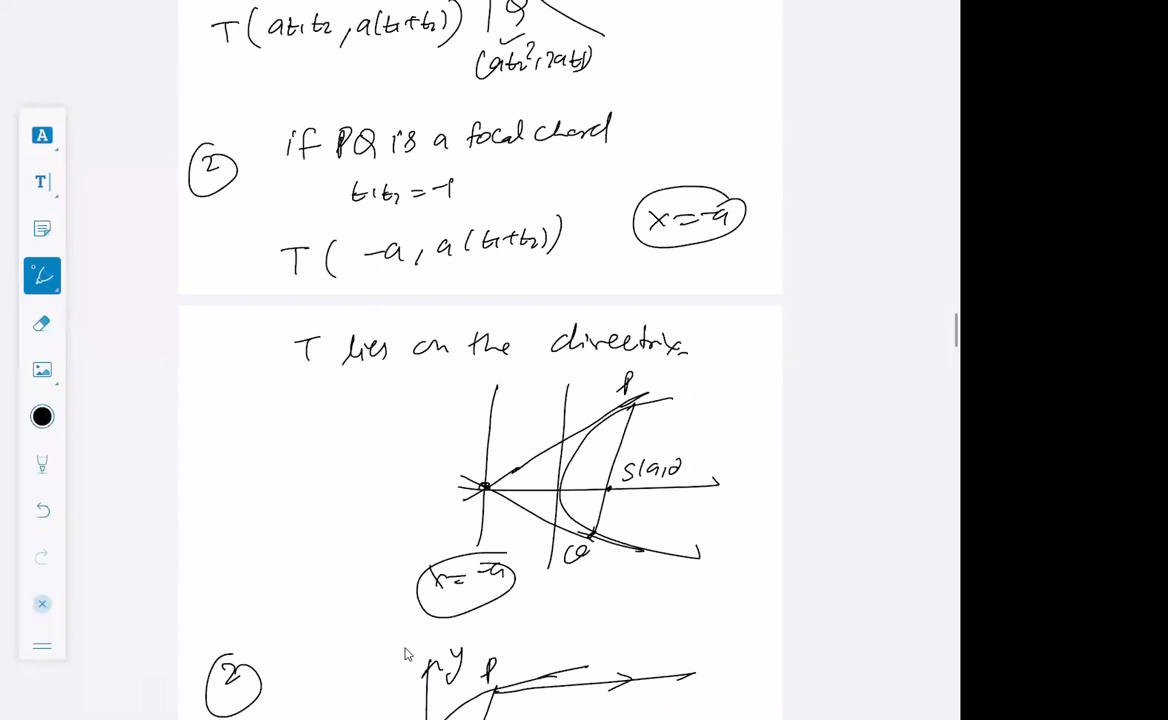 T(at₁t₂, a(t₁+t₂)) Q
(at₂², 2at₂)
② if PQ is a focal chord
t₁t₂ = -1
x = -a
T( -a, a(t₁+t₂))
T lies on the directrix.
P
S(a,0)
Q
x = -a
②
y P
A
T